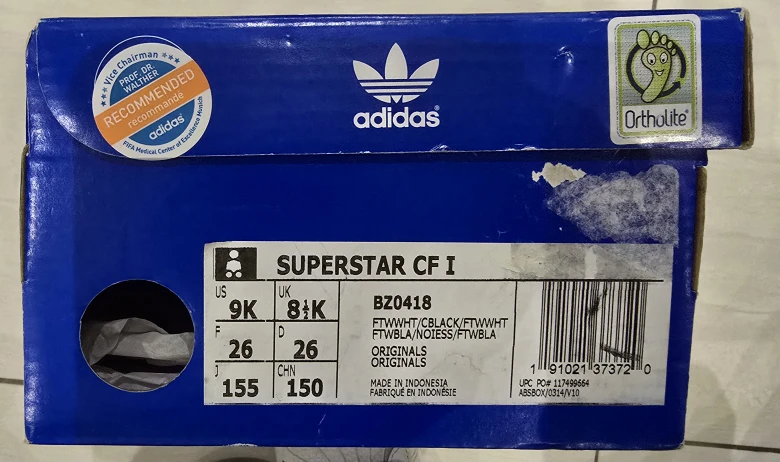 Vice Chairman
PROF. DR.
WALTHER
RECOMMENDED
recommandé
adidas
FIFA Medical Center of Excellence Munich
adidas®
Ortholite®
SUPERSTAR CF I
US
9K
UK
8½K
F
26
D
26
J
155
CHN
150
BZ0418
FTWWHT/CBLACK/FTWWHT
FTWBLA/NOIESS/FTWBLA
ORIGINALS
ORIGINALS
MADE IN INDONESIA
FABRIQUÉ EN INDONÉSIE
1 91021 37372 0
UPC PO# 117499664
ABSBOX/0314/V10